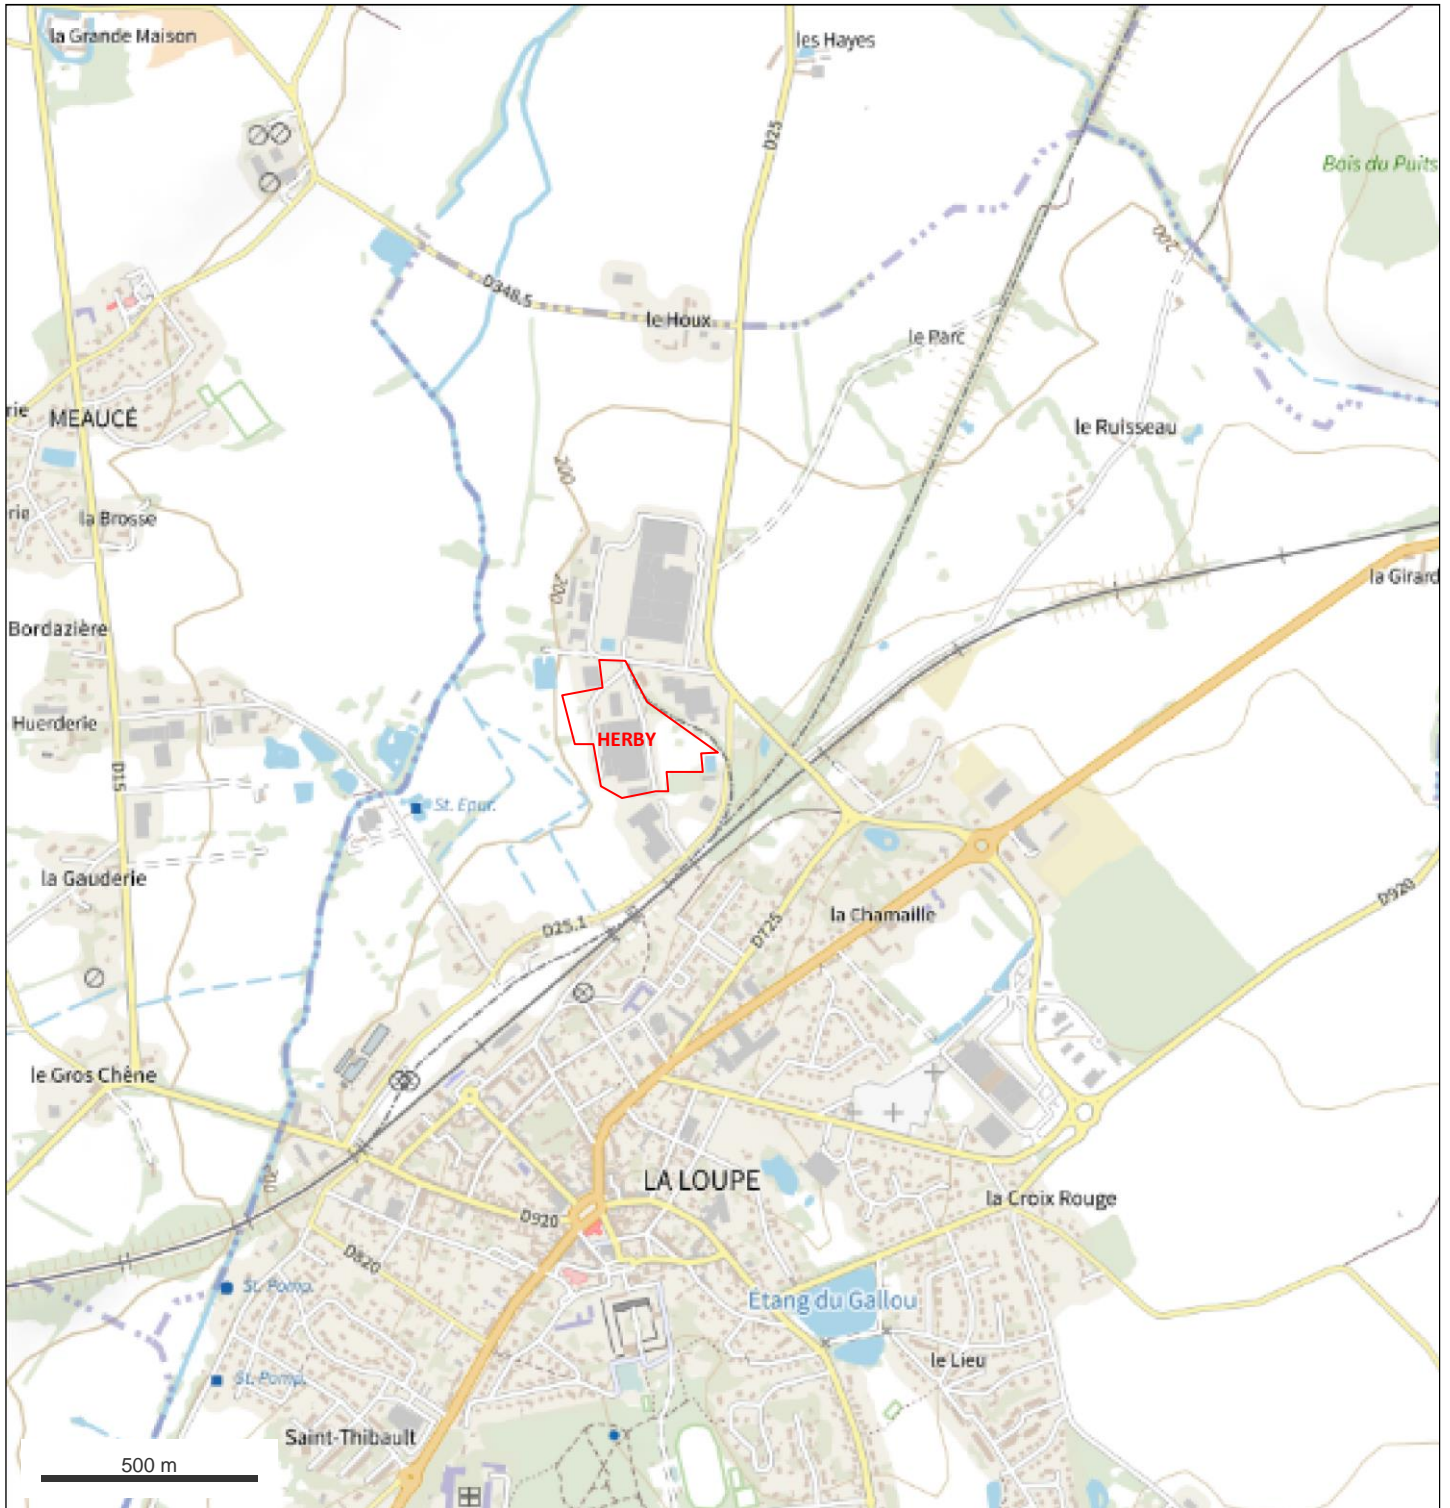 la Grande Maison
les Hayes
D25
Bois du Puits
200
D348.5
le Houx
le Parc
rie
MEAUCÉ
le Ruisseau
200
rie
la Brosse
la Girard
200
Bordazière
Huerderie
HERBY
D15
St. Epur.
la Gauderie
D920
D25.1
D725
la Chamaille
le Gros Chêne
200
LA LOUPE
la Croix Rouge
D920
D820
St. Pomp.
Etang du Gallou
le Lieu
St. Pomp.
Saint-Thibault
500 m